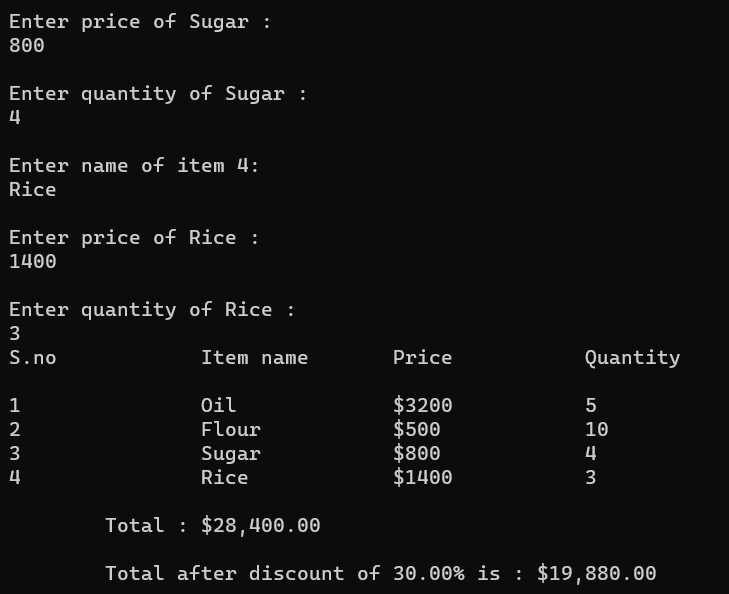 Enter price of Sugar :
800
Enter quantity of Sugar :
4
Enter name of item 4:
Rice
Enter price of Rice :
1400
Enter quantity of Rice :
3
S.no Item name Price Quantity
1 Oil $3200 5
2 Flour $500 10
3 Sugar $800 4
4 Rice $1400 3
Total : $28,400.00
Total after discount of 30.00% is : $19,880.00